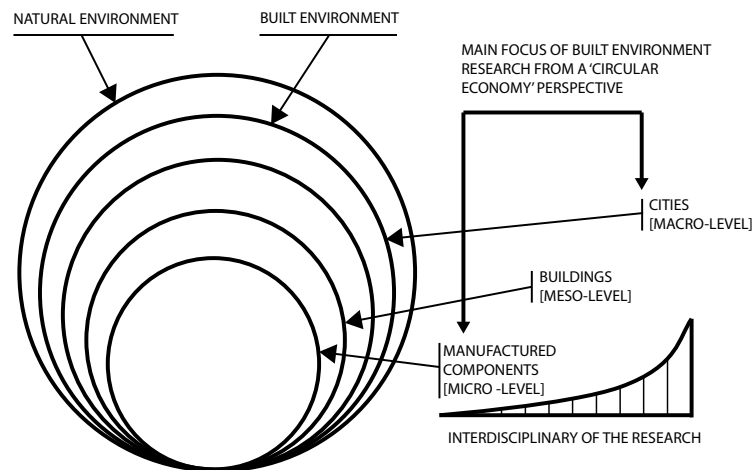 NATURAL ENVIRONMENT
BUILT ENVIRONMENT
MAIN FOCUS OF BUILT ENVIRONMENT
RESEARCH FROM A ‘CIRCULAR
ECONOMY’ PERSPECTIVE
CITIES
[MACRO-LEVEL]
BUILDINGS
[MESO-LEVEL]
MANUFACTURED
COMPONENTS
[MICRO -LEVEL]
INTERDISCIPLINARY OF THE RESEARCH